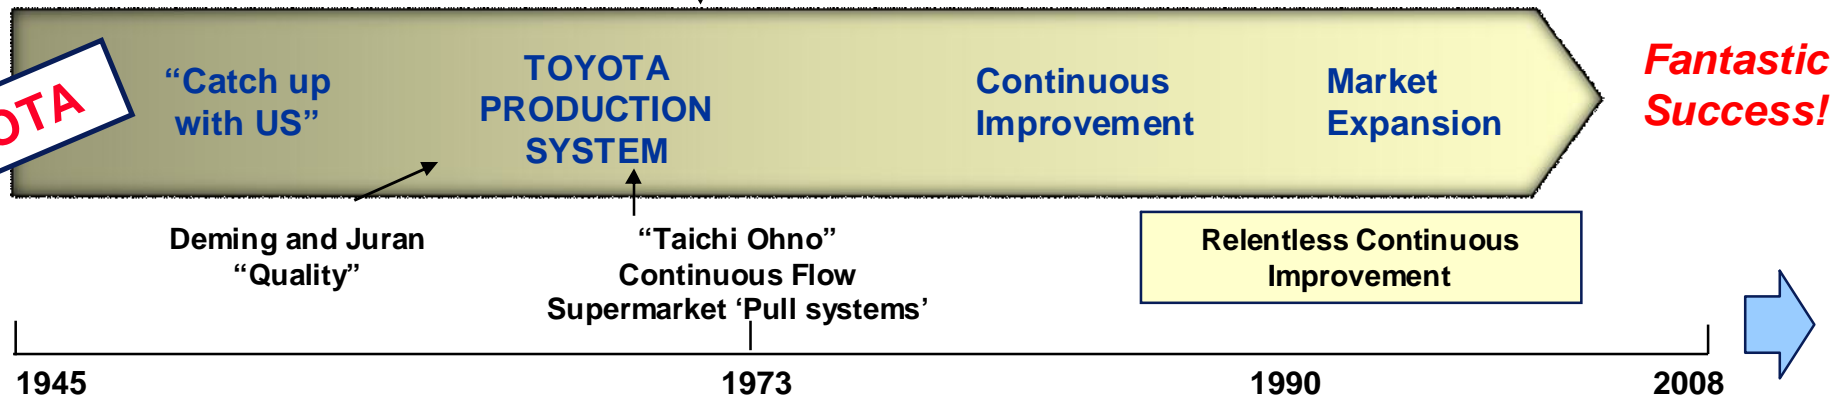 OTA
“Catch up
with US”
TOYOTA
PRODUCTION
SYSTEM
Continuous
Improvement
Market
Expansion
Fantastic
Success!
Deming and Juran
“Quality”
“Taichi Ohno”
Continuous Flow
Supermarket ‘Pull systems’
Relentless Continuous
Improvement
1945
1973
1990
2008